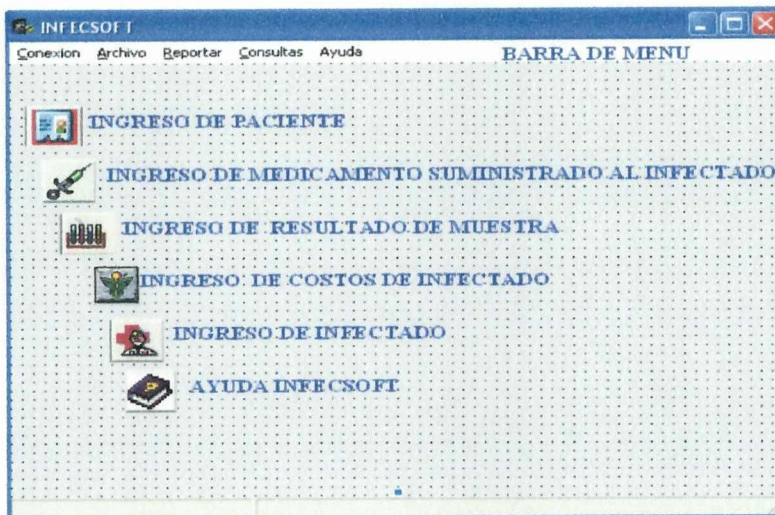 INFECSOFT
Conexion Archivo Reportar Consultas Ayuda
BARRA DE MENU
INGRESO DE PACIENTE
INGRESO DE MEDICAMENTO SUMINISTRADO AL INFECTADO
INGRESO DE RESULTADO DE MUESTRA
INGRESO DE COSTOS DE INFECTADO
INGRESO DE INFECTADO
AYUDA INFECSOFT